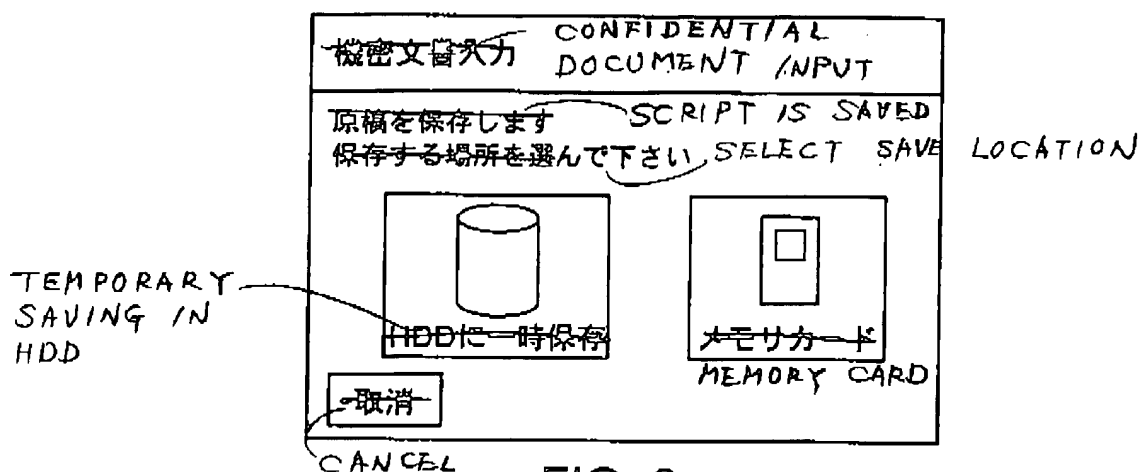 機密文書入力 CONFIDENTIAL
DOCUMENT INPUT
原稿を保存します SCRIPT IS SAVED
保存する場所を選んで下さい SELECT SAVE LOCATION
TEMPORARY
SAVING IN
HDD
HDDに一時保存
メモリカード
MEMORY CARD
取消
CANCEL